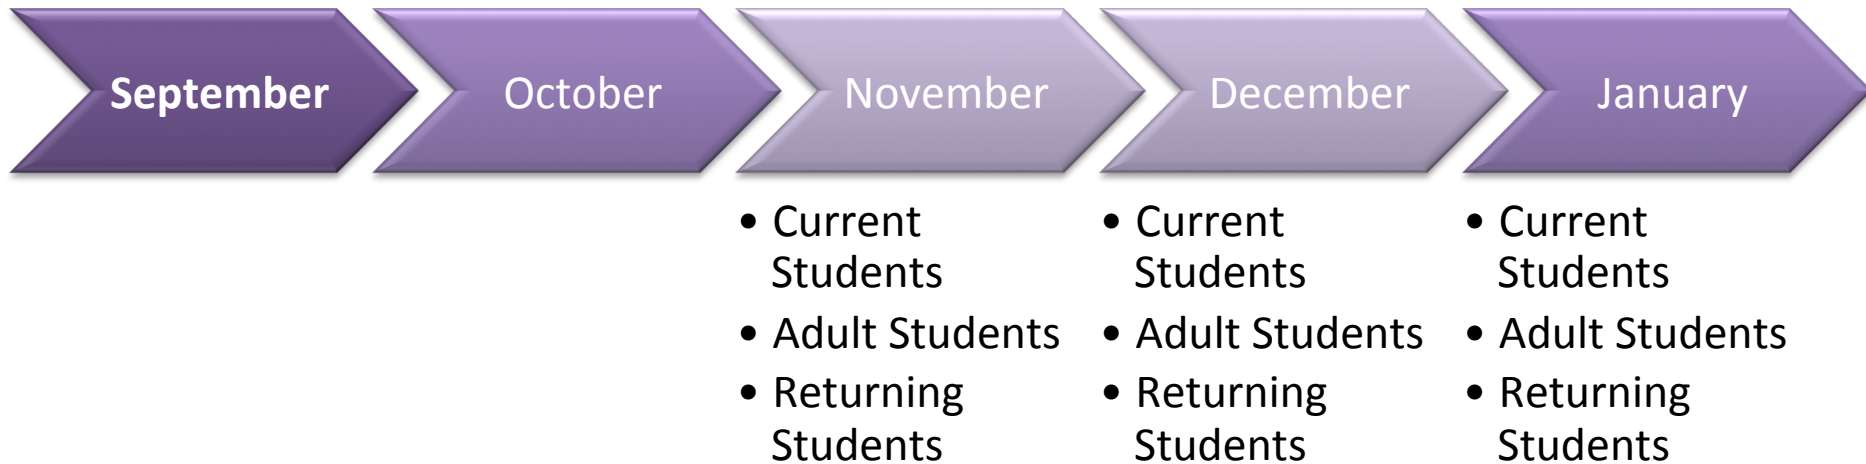 September
October
November
December
January
• Current
Students
• Adult Students
• Returning
Students
• Current
Students
• Adult Students
• Returning
Students
• Current
Students
• Adult Students
• Returning
Students